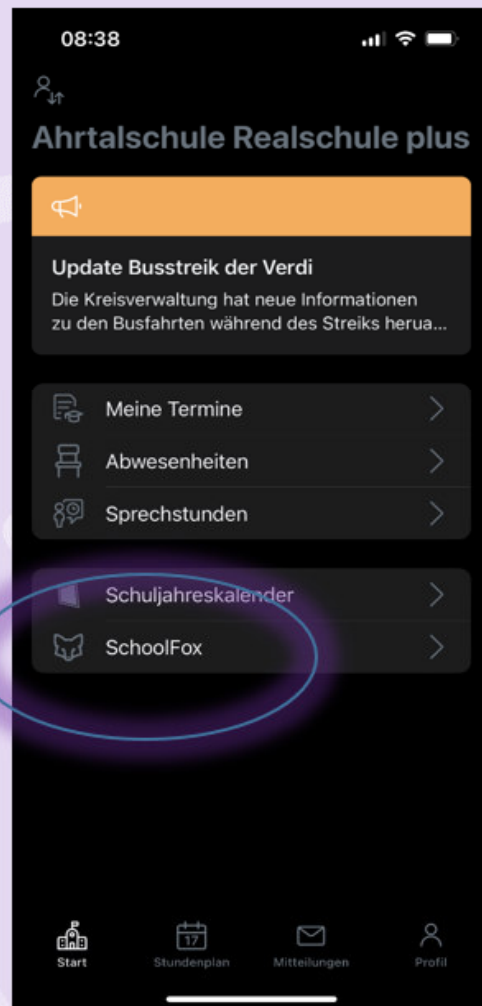 08:38
Ahrtalschule Realschule plus
Update Busstreik der Verdi
Die Kreisverwaltung hat neue Informationen
zu den Busfahrten während des Streiks herua...
Meine Termine
Abwesenheiten
Sprechstunden
Schuljahreskalender
SchoolFox
17
Start Stundenplan Mitteilungen Profil